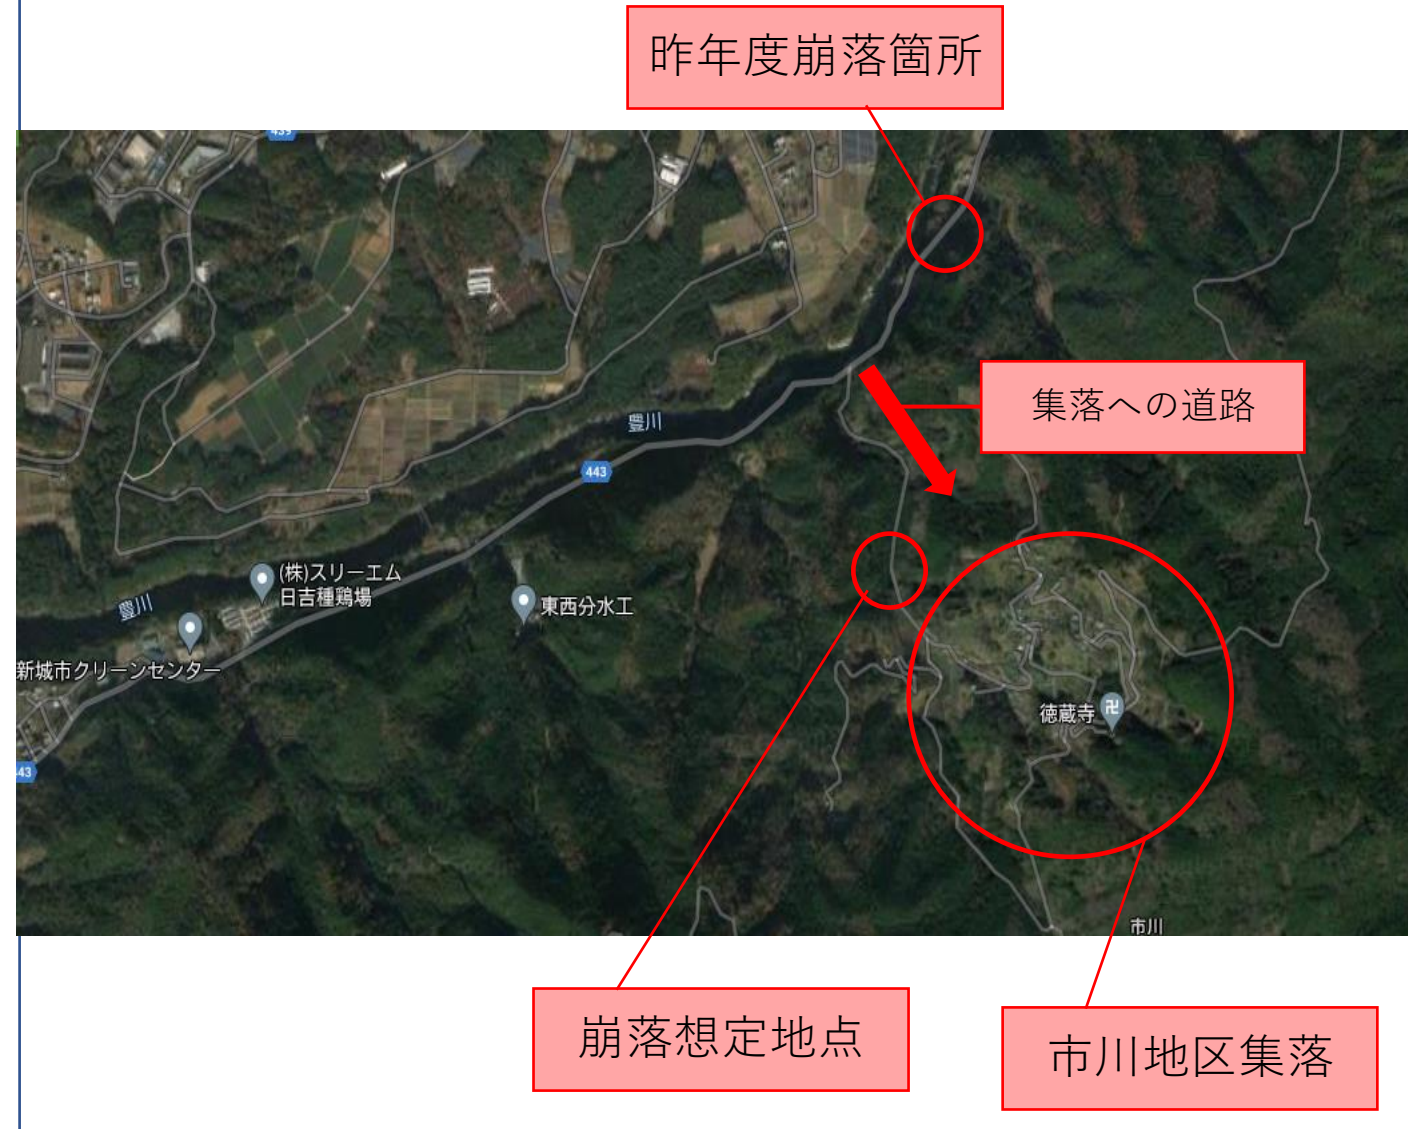 昨年度崩落箇所
439
集落への道路
豊川
443
(株)スリーエム
日吉種鶏場
豊川
東西分水工
新城市クリーンセンター
徳蔵寺
卍
43
市川
崩落想定地点
市川地区集落